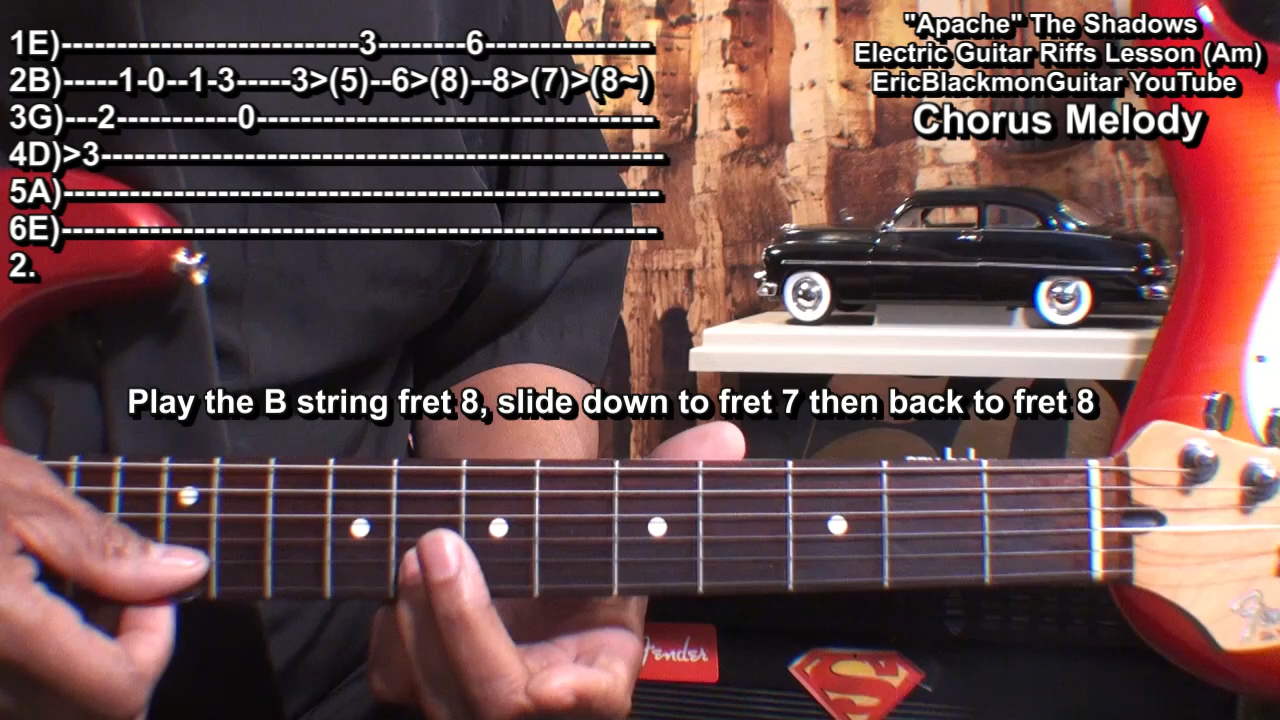 1E)--------------------------3--------6---------------
2B)-----1-0--1-3-----3>(5)--6>(8)--8>(7)>(8~)
3G)---2-----------0-----------------------------------
4D)>3--------------------------------------------------
5A)-----------------------------------------------------
6E)-----------------------------------------------------
2.
"Apache" The Shadows
Electric Guitar Riffs Lesson (Am)
EricBlackmonGuitar YouTube
Chorus Melody
Play the B string fret 8, slide down to fret 7 then back to fret 8
Fender
S